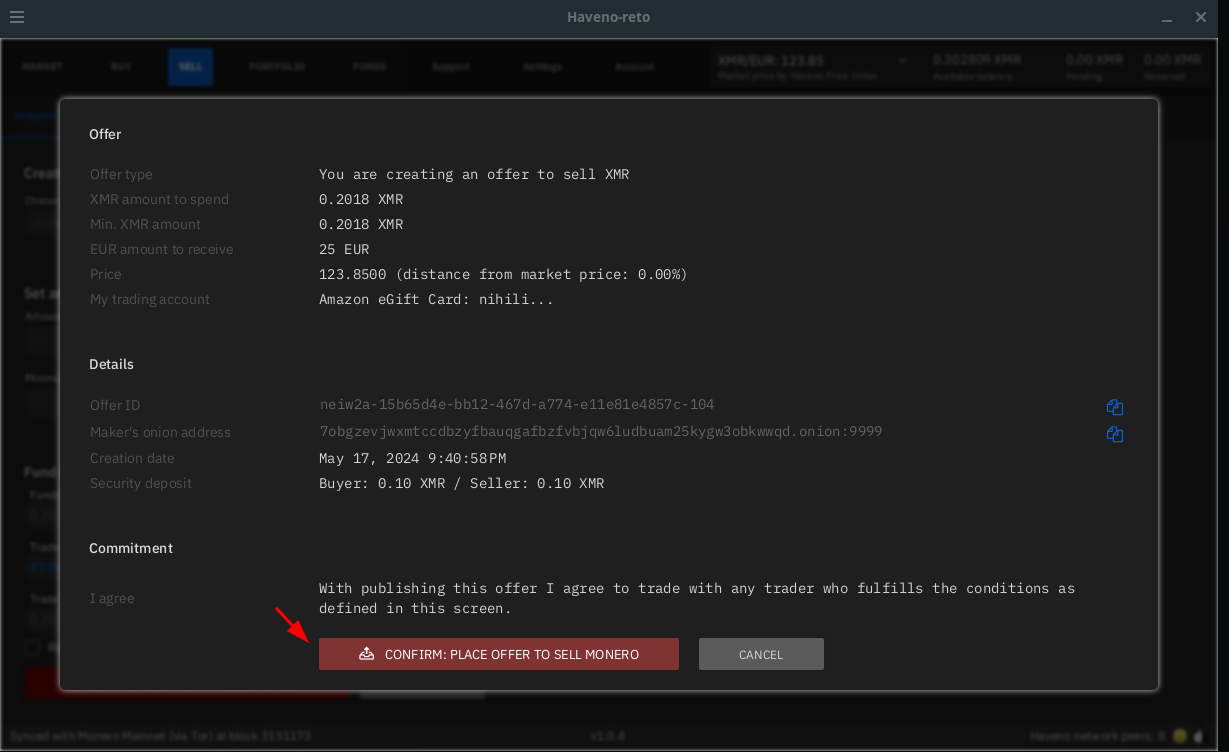 Haveno-reto
MARKET BUY SELL PORTFOLIO FUNDS Support Settings Account
XMR/EUR: 123.85 0.302809 XMR 0.00 XMR 0.00 XMR
Market price by Haveno Price Index Available balance Pending Reserved
Offer
Offer type You are creating an offer to sell XMR
XMR amount to spend 0.2018 XMR
Min. XMR amount 0.2018 XMR
EUR amount to receive 25 EUR
Price 123.8500 (distance from market price: 0.00%)
My trading account Amazon eGift Card: nihili...
Details
Offer ID neiw2a-15b65d4e-bb12-467d-a774-e11e81e4857c-104
Maker's onion address 7obgzevjwxmtccdbzyfbauqgafbzfvbjqw6ludbuam25kygw3obkwwqd.onion:9999
Creation date May 17, 2024 9:40:58PM
Security deposit Buyer: 0.10 XMR / Seller: 0.10 XMR
Commitment
I agree With publishing this offer I agree to trade with any trader who fulfills the conditions as
defined in this screen.
CONFIRM: PLACE OFFER TO SELL MONERO CANCEL
Synced with Monero Mainnet (via Tor) at block 3151173 v1.0.4 Haveno network peers: 8